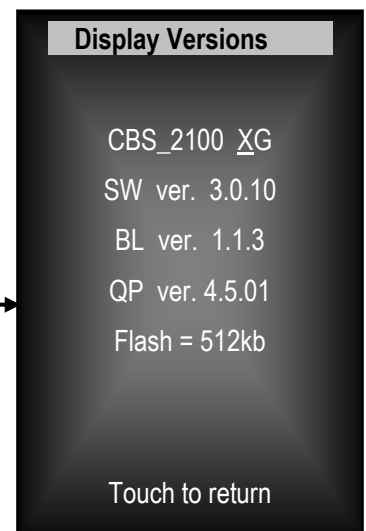 Display Versions
CBS_2100 XG
SW ver. 3.0.10
BL ver. 1.1.3
QP ver. 4.5.01
Flash = 512kb
Touch to return